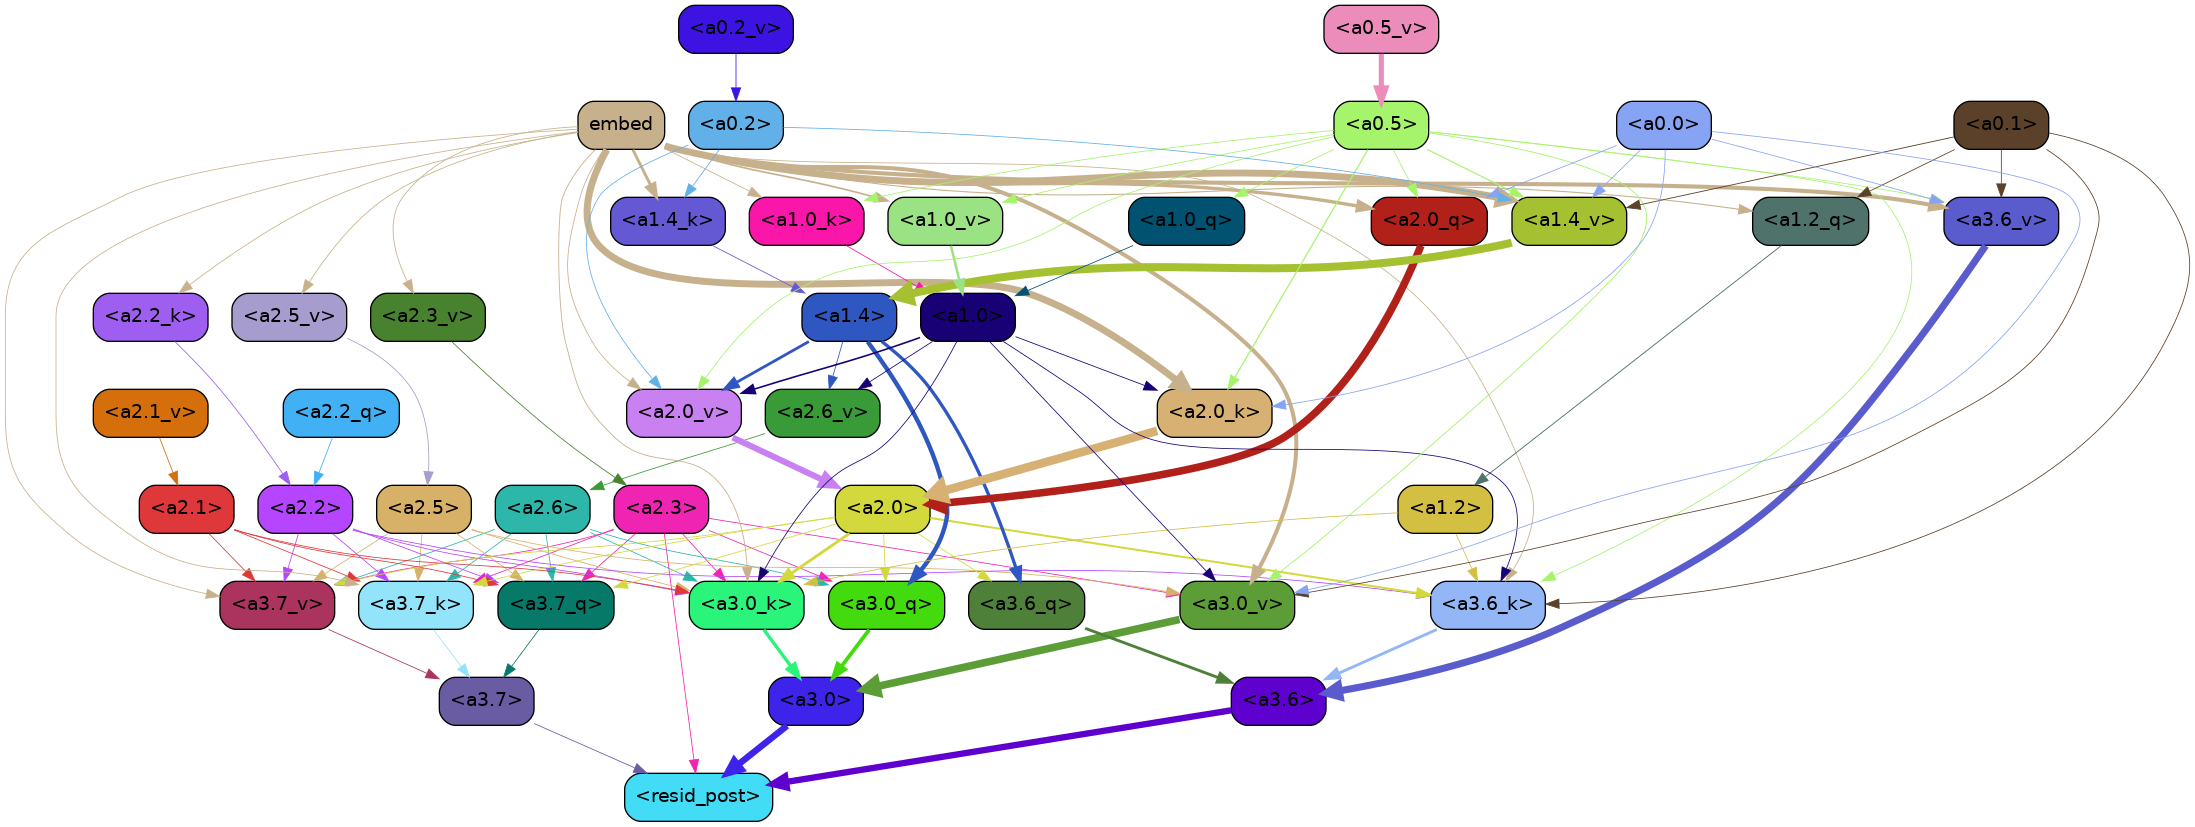 <a0.2_v>
<a0.5_v>
embed
<a0.2>
<a0.5>
<a0.0>
<a0.1>
<a1.4_k>
<a1.0_k>
<a1.0_v>
<a1.0_q>
<a2.0_q>
<a1.4_v>
<a1.2_q>
<a3.6_v>
<a2.2_k>
<a2.5_v>
<a2.3_v>
<a1.4>
<a1.0>
<a2.1_v>
<a2.2_q>
<a2.0_v>
<a2.6_v>
<a2.0_k>
<a2.1>
<a2.2>
<a2.5>
<a2.6>
<a2.3>
<a2.0>
<a1.2>
<a3.7_v>
<a3.7_k>
<a3.7_q>
<a3.0_k>
<a3.0_q>
<a3.6_q>
<a3.0_v>
<a3.6_k>
<a3.7>
<a3.0>
<a3.6>
<resid_post>